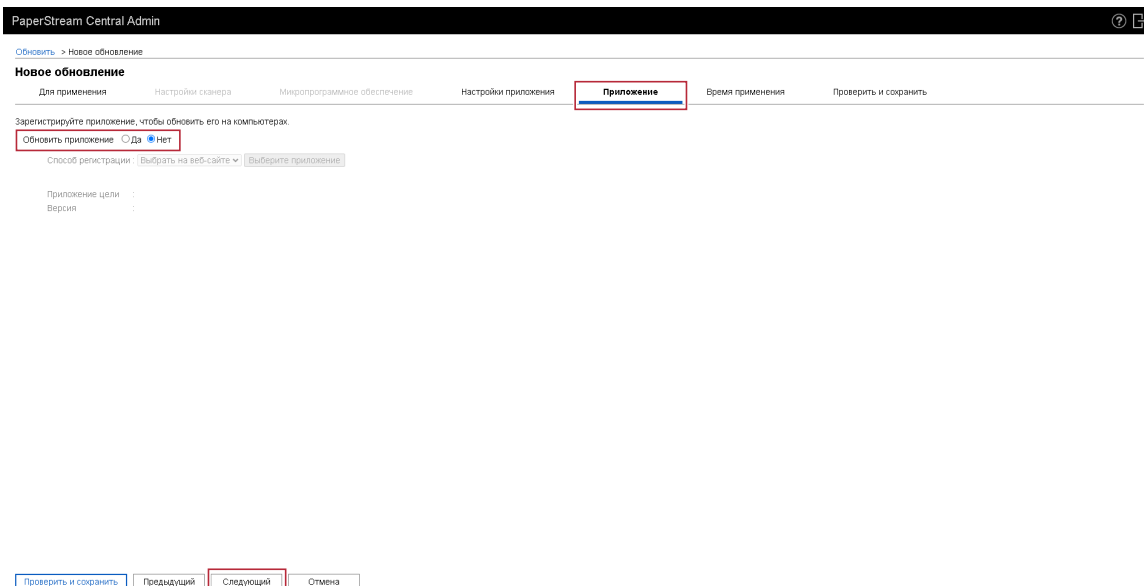 PaperStream Central Admin
Обновить > Новое обновление
Новое обновление
Для применения Настройки сканера Микропрограммное обеспечение Настройки приложения Приложение Время применения Проверить и сохранить
Зарегистрируйте приложение, чтобы обновить его на компьютерах.
Обновить приложение Да Нет
Способ регистрации : Выбрать на веб-сайте Выберите приложение
Приложение цели :
Версия :
Проверить и сохранить Предыдущий Следующий Отмена